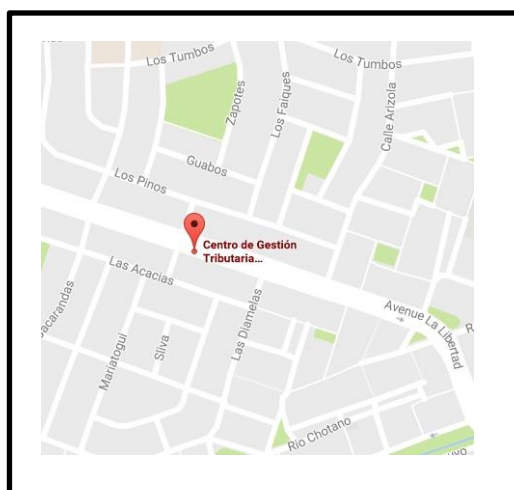 Los Tumbos
Los Tumbos
Zapotes
Los Faiques
Calle Arizola
Guabos
Los Pinos
Centro de Gestión
Tributaria...
Las Acacias
Avenue La Libertad
Mariatogui
Silva
Las Diamelas
Rio Chotano